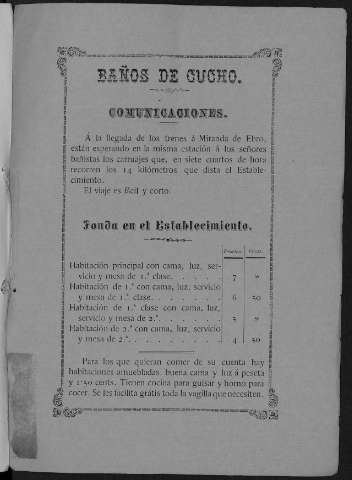 BAÑOS DE CUCHO.
COMUNICACIONES.
Á la llegada de los trenes á Miranda de Ebro,
están esperando en la misma estación á los señores
bañistas los carruajes que, en siete cuartos de hora
recorren los 14 kilómetros que dista el Estable-
cimiento.
El viaje es fácil y corto.
Fonda en el Establecimiento.
Pesetas. Cénts.
Habitación principal con cama, luz, ser-
vicio y mesa de 1.ª clase. . . . . . 7 »
Habitación de 1.ª con cama, luz, servicio
y mesa de 1.ª clase. . . . . . . 6 50
Habitación de 1.ª clase con cama, luz,
servicio y mesa de 2.ª. . . . . . 5 »
Habitación de 2.ª con cama, luz, servicio
y mesa de 2.ª. . . . . . . . 4 50
Para los que quieran comer de su cuenta hay
habitaciones amuebladas, buena cama y luz á peseta
y 1'50 cents. Tienen cocina para guisar y horno para
cocer. Se les facilita grátis toda la vagilla que necesiten.